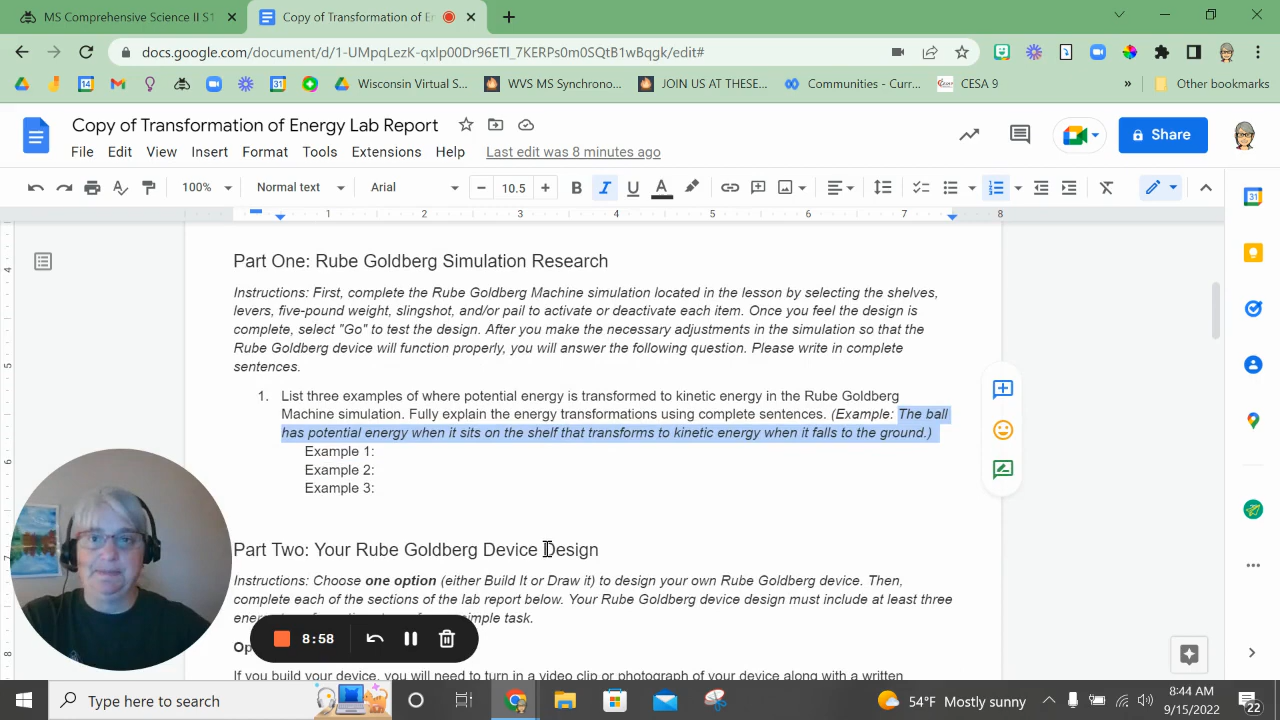 MS Comprehensive Science II S1
Copy of Transformation of En
docs.google.com/document/d/1-UMpqLezK-qxlp00Dr96ETl_7KERPs0m0SQtB1wBqgk/edit#
Wisconsin Virtual S...
WVS MS Synchrono...
JOIN US AT THESE...
Communities - Curr...
CESA 9
»
Other bookmarks
Copy of Transformation of Energy Lab Report
Share
File Edit View Insert Format Tools Extensions Help Last edit was 8 minutes ago
100% Normal text Arial 10.5
1 2 3 4 5 6 7 8
Part One: Rube Goldberg Simulation Research
Instructions: First, complete the Rube Goldberg Machine simulation located in the lesson by selecting the shelves,
levers, five-pound weight, slingshot, and/or pail to activate or deactivate each item. Once you feel the design is
complete, select "Go" to test the design. After you make the necessary adjustments in the simulation so that the
Rube Goldberg device will function properly, you will answer the following question. Please write in complete
sentences.
1. List three examples of where potential energy is transformed to kinetic energy in the Rube Goldberg
Machine simulation. Fully explain the energy transformations using complete sentences. (Example: The ball
has potential energy when it sits on the shelf that transforms to kinetic energy when it falls to the ground.)
Example 1:
Example 2:
Example 3:
Part Two: Your Rube Goldberg Device Design
Instructions: Choose one option (either Build It or Draw it) to design your own Rube Goldberg device. Then,
complete each of the sections of the lab report below. Your Rube Goldberg device design must include at least three
simple task.
8:58
If you build your device, you will need to turn in a video clip or photograph of your device along with a written
Type here to search
54°F Mostly sunny
8:44 AM
9/15/2022
22